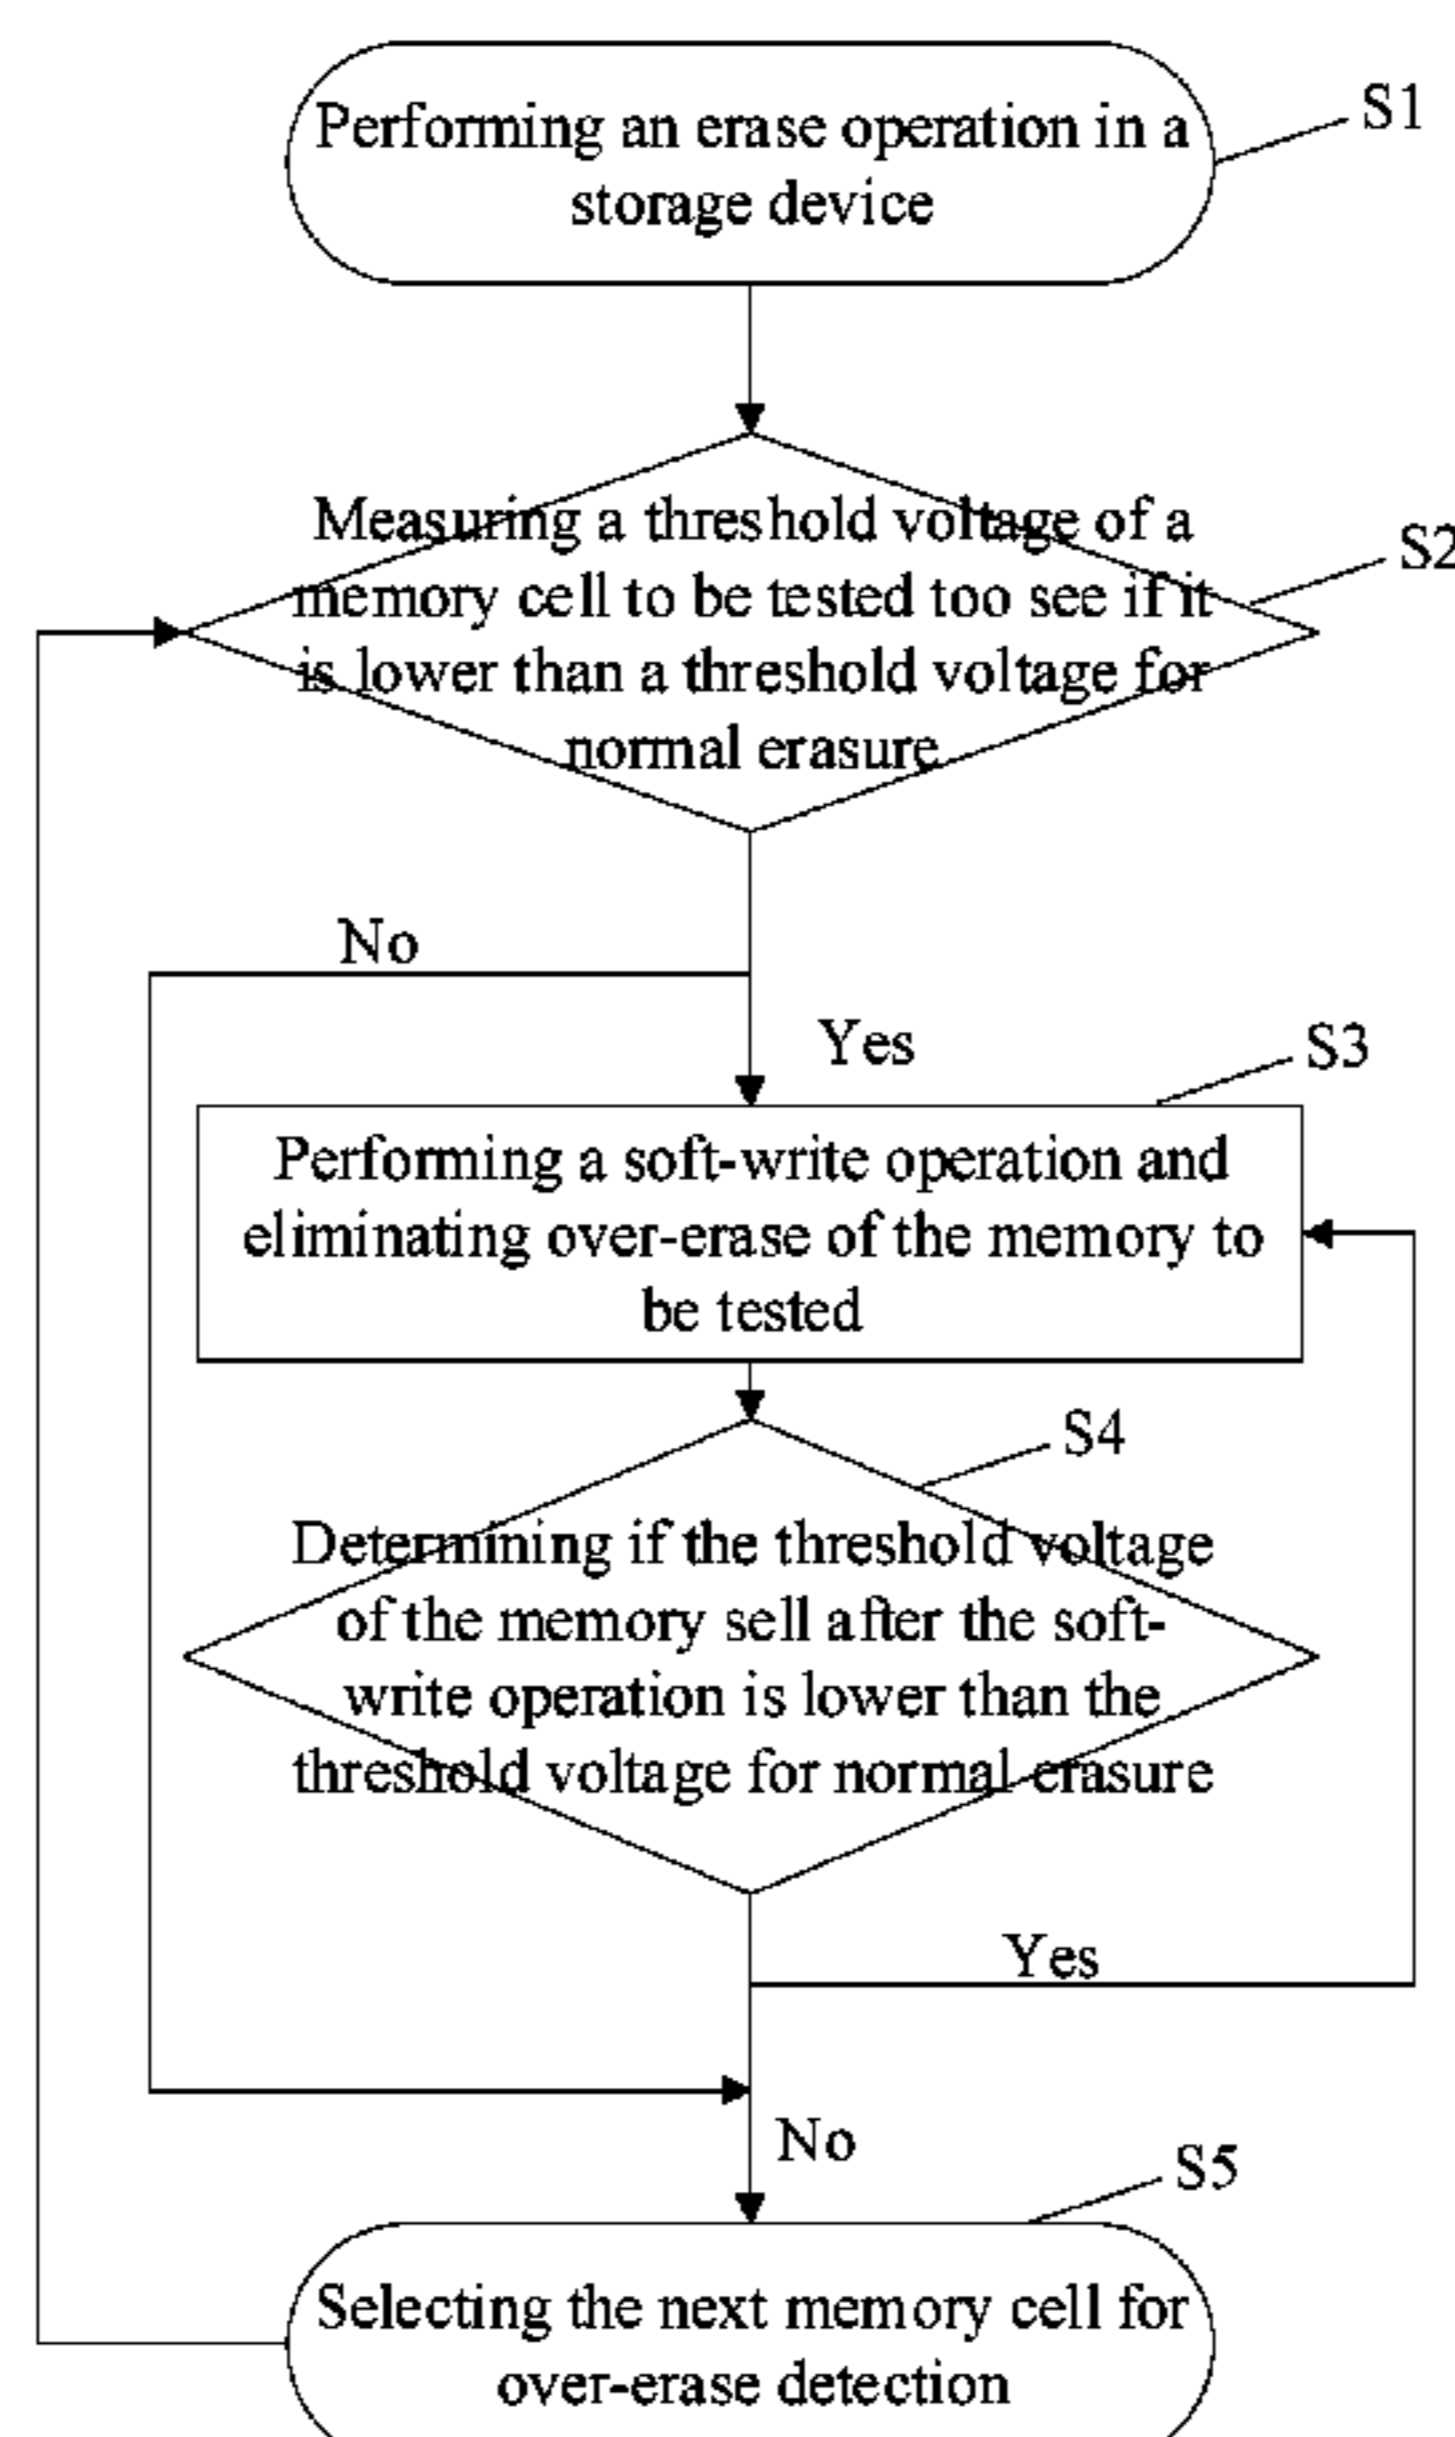 Performing an erase operation in a
storage device
S1
Measuring a threshold voltage of a
memory cell to be tested too see if it
is lower than a threshold voltage for
normal erasure
S2
No
Yes
S3
Performing a soft-write operation and
eliminating over-erase of the memory to
be tested
S4
Determining if the threshold voltage
of the memory sell after the soft-
write operation is lower than the
threshold voltage for normal erasure
Yes
No
S5
Selecting the next memory cell for
over-erase detection